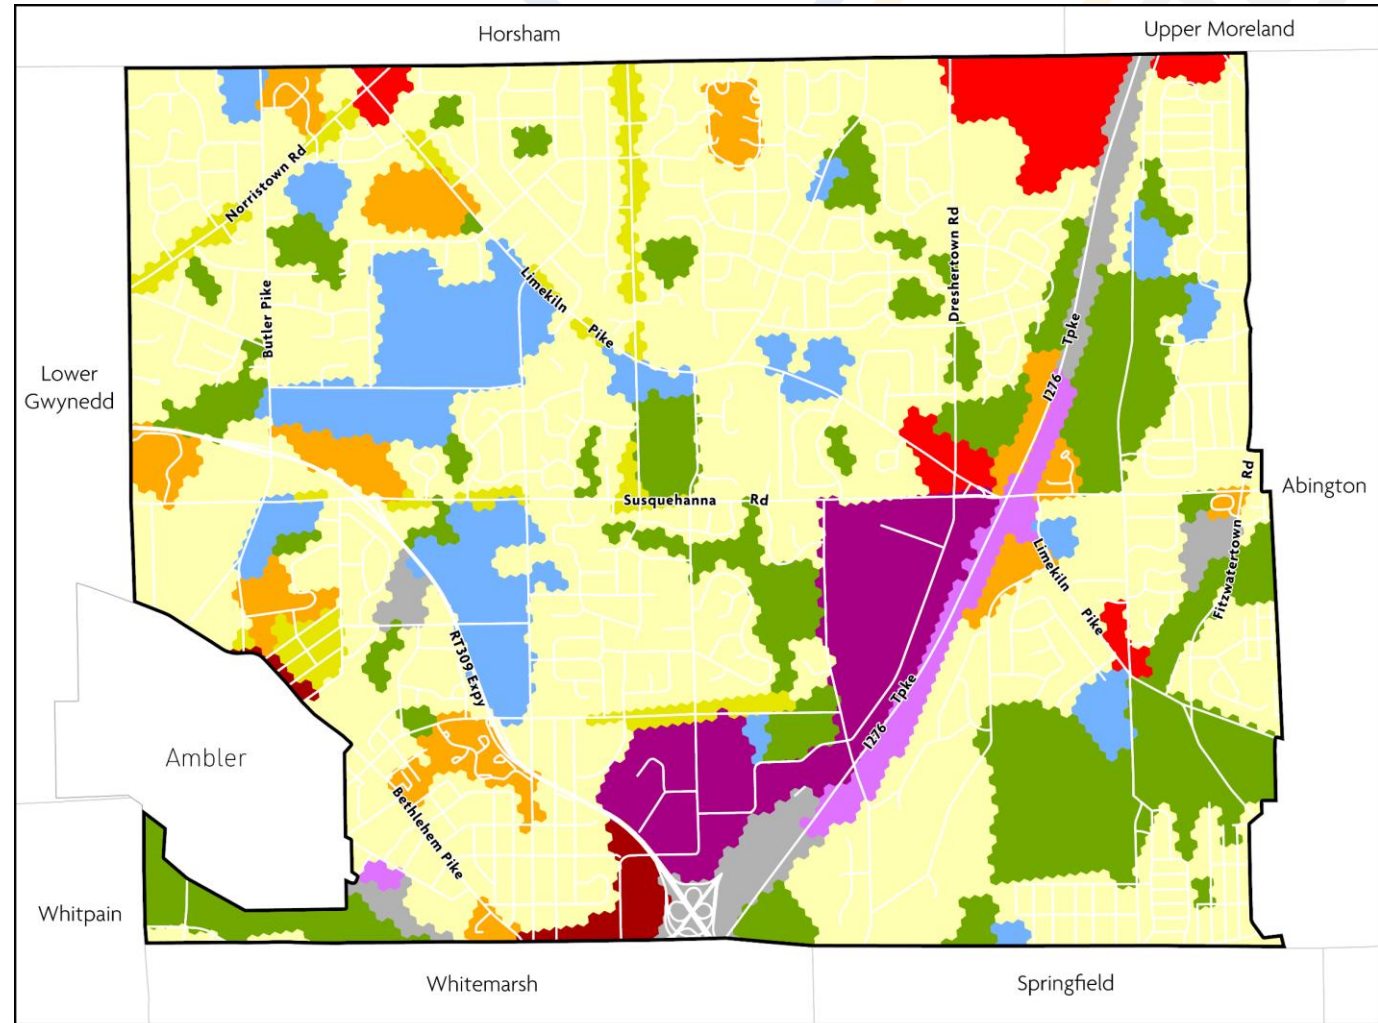 Horsham
Upper Moreland
Norristown Rd
Butler Pike
Limekiln Pike
Dreshertown Rd
I276 Tpke
Lower
Gwynedd
Susquehanna Rd
Abington
Limekiln Pike
Fitzwatertown Rd
RT309 Expy
I276 Tpke
Ambler
Bethlehem Pike
Whitpain
Whitemarsh
Springfield